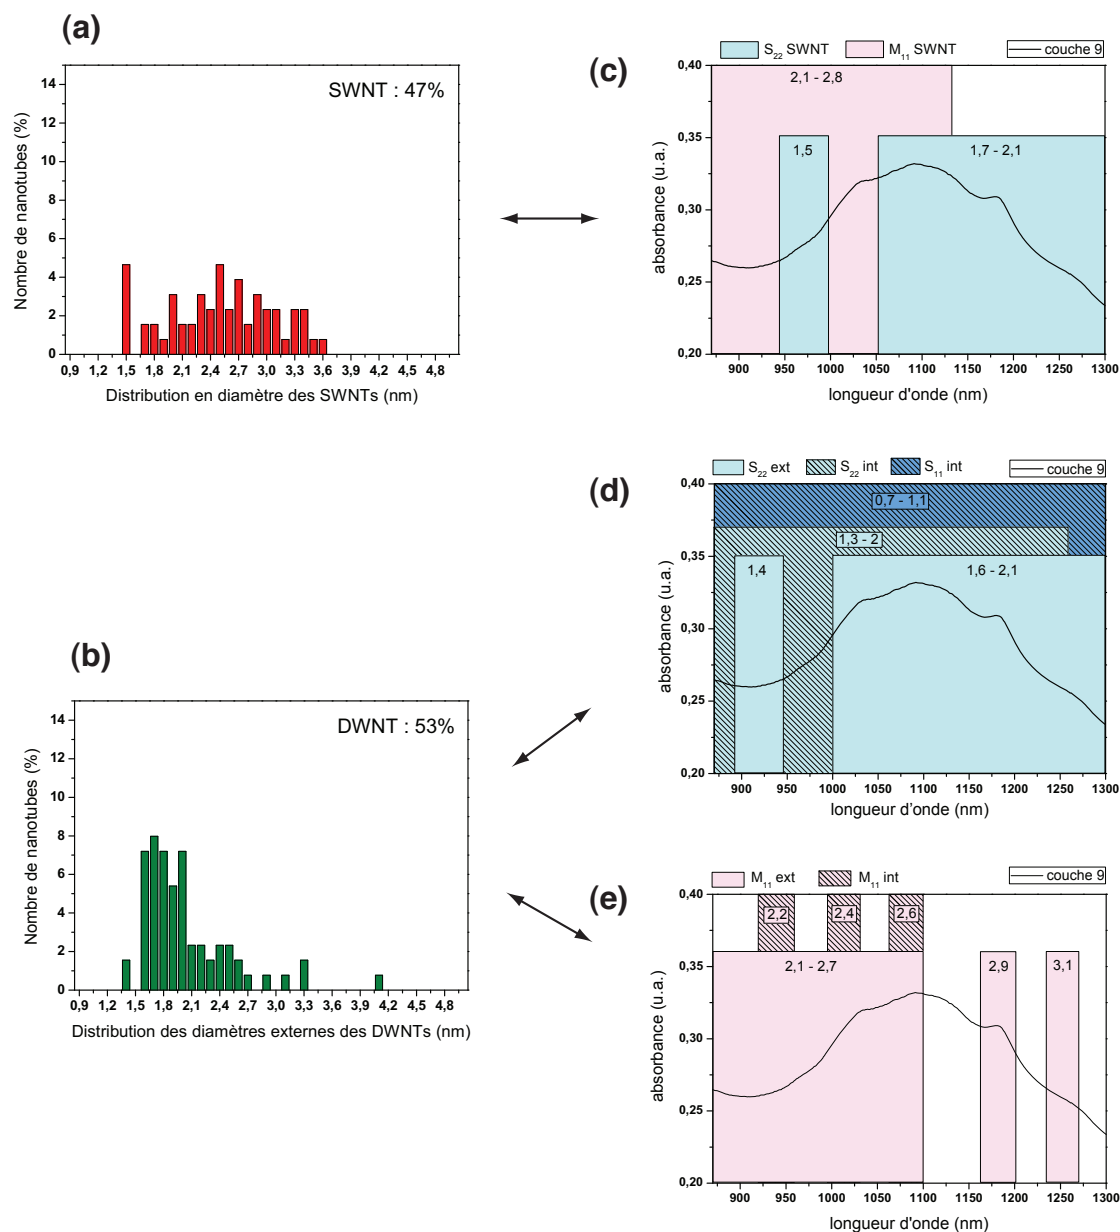 (a)
SWNT : 47%
Nombre de nanotubes (%)
14
12
10
8
6
4
2
0
0,9 1,2 1,5 1,8 2,1 2,4 2,7 3,0 3,3 3,6 3,9 4,2 4,5 4,8
Distribution en diamètre des SWNTs (nm)
(c)
S22 SWNT M11 SWNT couche 9
absorbance (u.a.)
0,40
0,35
0,30
0,25
0,20
2,1 - 2,8
1,5
1,7 - 2,1
900 950 1000 1050 1100 1150 1200 1250 1300
longueur d'onde (nm)
(d)
S22 ext S22 int S11 int couche 9
absorbance (u.a.)
0,40
0,35
0,30
0,25
0,20
0,7 - 1,1
1,3 - 2
1,4
1,6 - 2,1
900 950 1000 1050 1100 1150 1200 1250 1300
longueur d'onde (nm)
(b)
DWNT : 53%
Nombre de nanotubes (%)
14
12
10
8
6
4
2
0
0,9 1,2 1,5 1,8 2,1 2,4 2,7 3,0 3,3 3,6 3,9 4,2 4,5 4,8
Distribution des diamètres externes des DWNTs (nm)
(e)
M11 ext M11 int couche 9
absorbance (u.a.)
0,40
0,35
0,30
0,25
0,20
2,2 2,4 2,6
2,1 - 2,7
2,9
3,1
900 950 1000 1050 1100 1150 1200 1250 1300
longueur d'onde (nm)